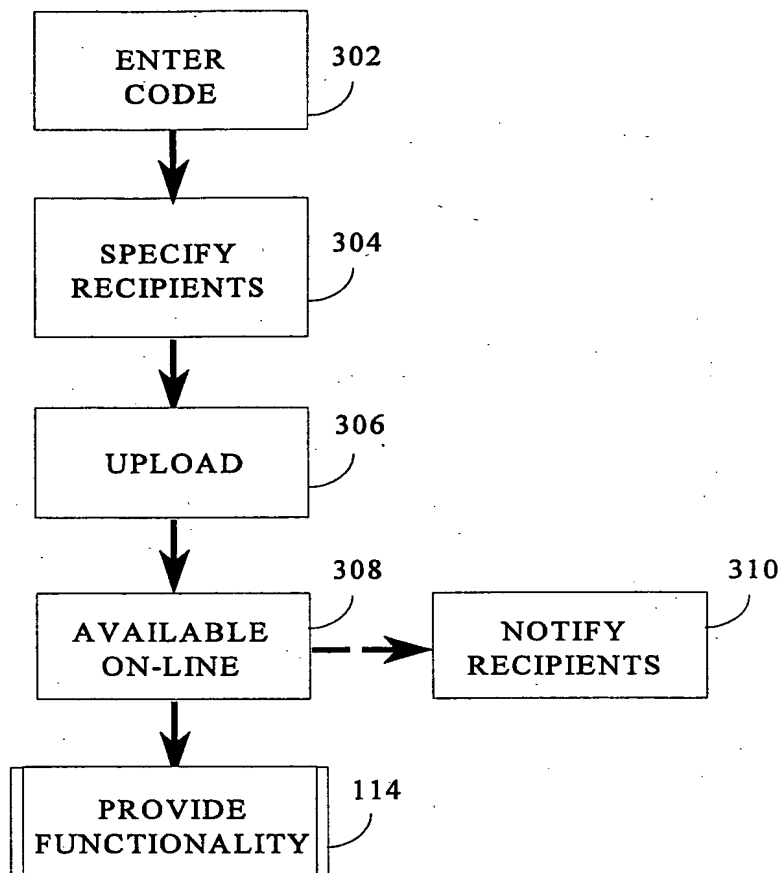 ENTER
CODE
302
SPECIFY
RECIPIENTS
304
UPLOAD
306
AVAILABLE
ON-LINE
308
NOTIFY
RECIPIENTS
310
PROVIDE
FUNCTIONALITY
114